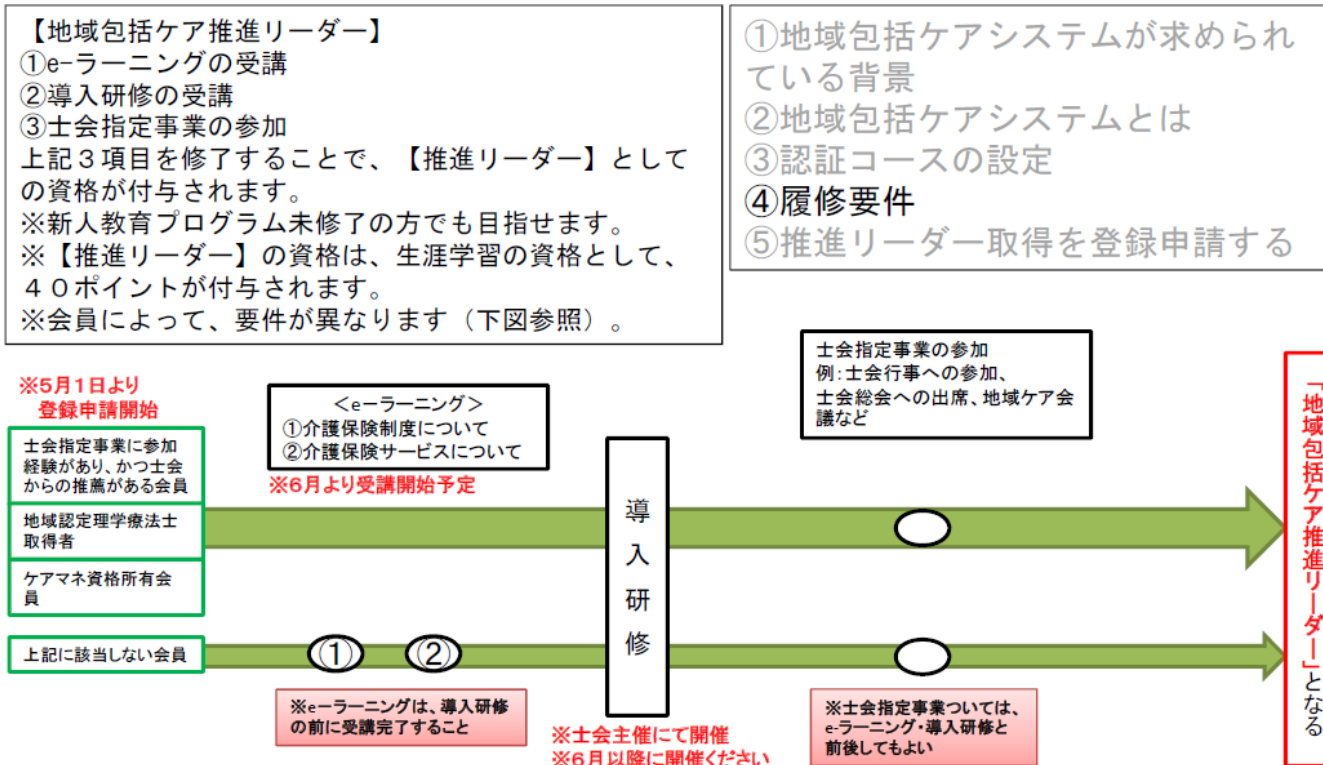 【地域包括ケア推進リーダー】
①e-ラーニングの受講
②導入研修の受講
③士会指定事業の参加
上記３項目を修了することで、【推進リーダー】として
の資格が付与されます。
※新人教育プログラム未修了の方でも目指せます。
※【推進リーダー】の資格は、生涯学習の資格として、
４０ポイントが付与されます。
※会員によって、要件が異なります（下図参照）。
①地域包括ケアシステムが求められ
ている背景
②地域包括ケアシステムとは
③認証コースの設定
④履修要件
⑤推進リーダー取得を登録申請する
※5月1日より
登録申請開始
士会指定事業に参加
経験があり、かつ士会
からの推薦がある会員
地域認定理学療法士
取得者
ケアマネ資格所有会
員
上記に該当しない会員
＜e－ラーニング＞
①介護保険制度について
②介護保険サービスについて
※6月より受講開始予定
①
②
※e－ラーニングは、導入研修
の前に受講完了すること
導入研修
※士会主催にて開催
※６月以降に開催ください
士会指定事業の参加
例：士会行事への参加、
士会総会への出席、地域ケア会
議など
※士会指定事業ついては、
e-ラーニング・導入研修と
前後してもよい
「地域包括ケア推進リーダー」となる